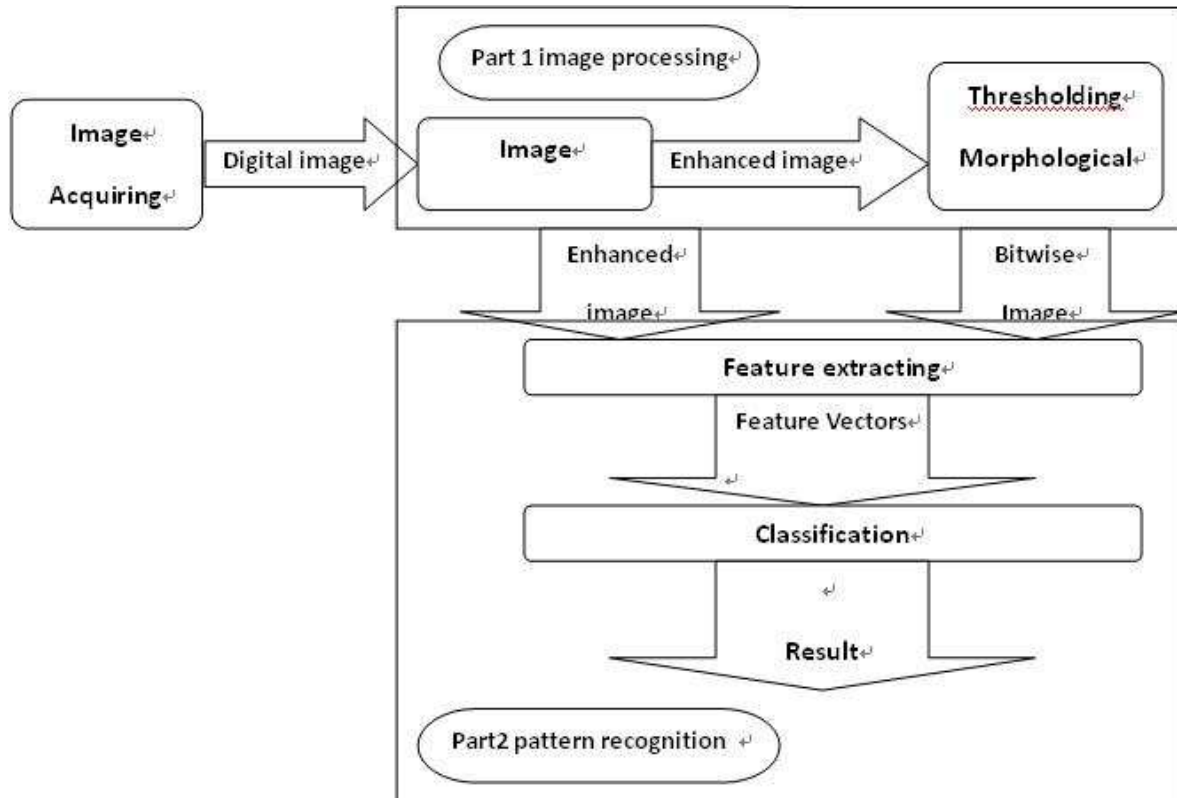 Part 1 image processing
Image
Acquiring
Digital image
Image
Enhanced image
Thresholding
Morphological
Enhanced
image
Bitwise
Image
Feature extracting
Feature Vectors
Classification
Result
Part2 pattern recognition